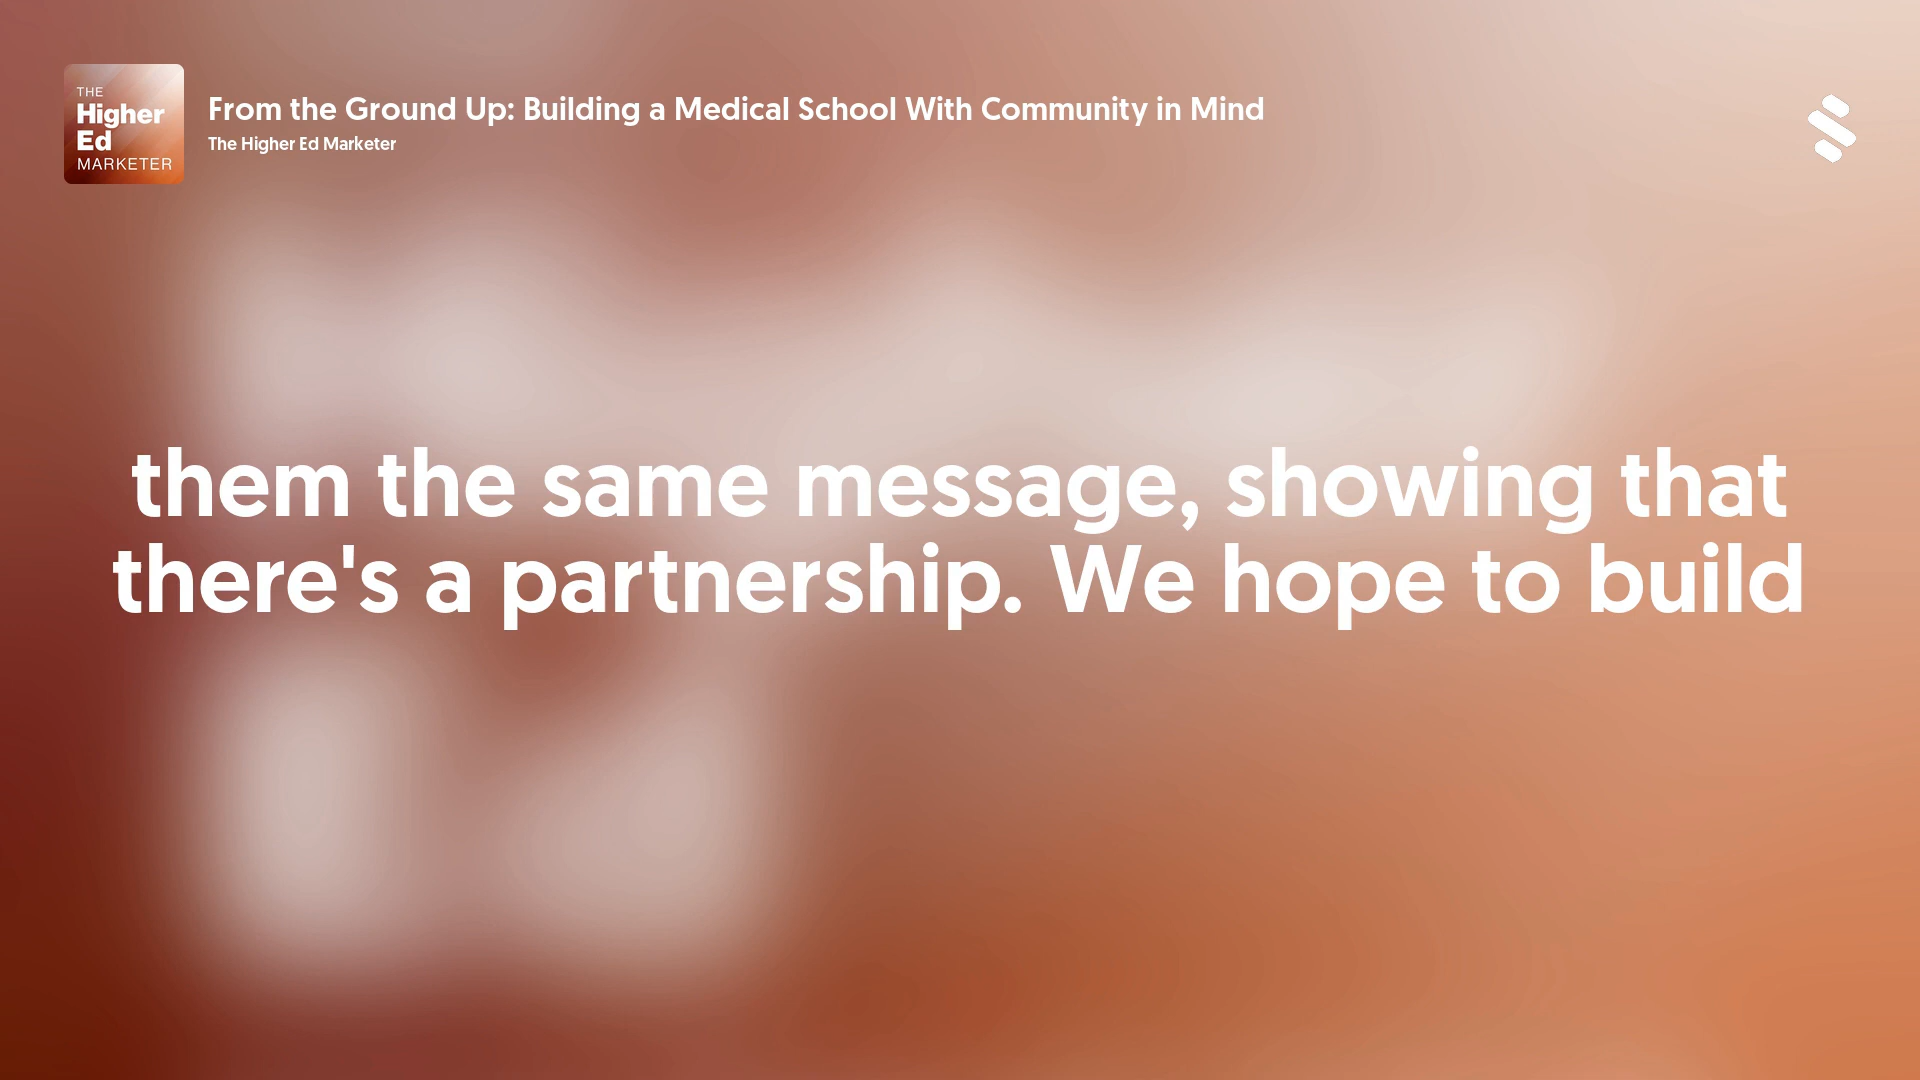 THE
Higher
Ed
MARKETER
From the Ground Up: Building a Medical School With Community in Mind
The Higher Ed Marketer
them the same message, showing that
there's a partnership. We hope to build